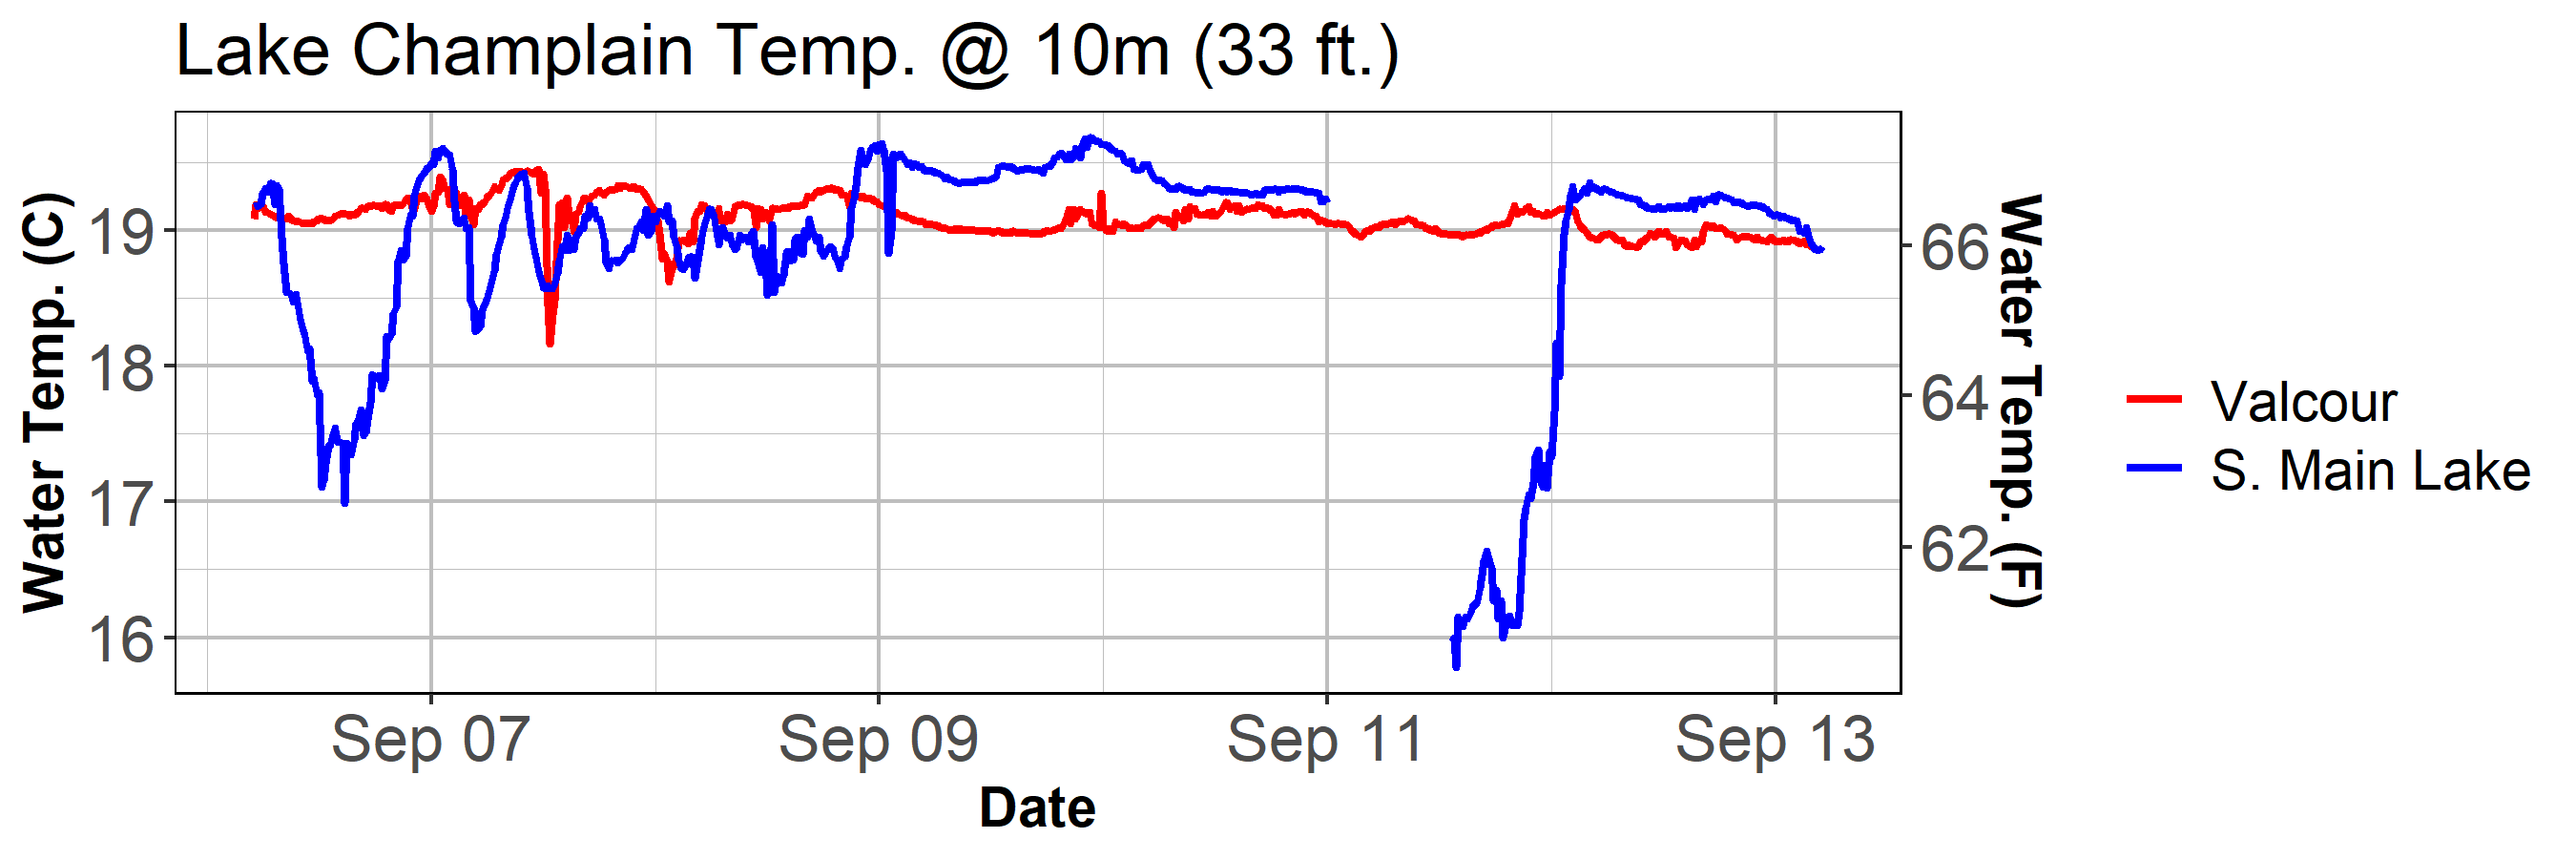 Lake Champlain Temp. @ 10m (33 ft.)
Water Temp. (C)
19
18
17
16
66
64
62
Water Temp. (F)
Sep 07
Sep 09
Sep 11
Sep 13
Date
Valcour
S. Main Lake